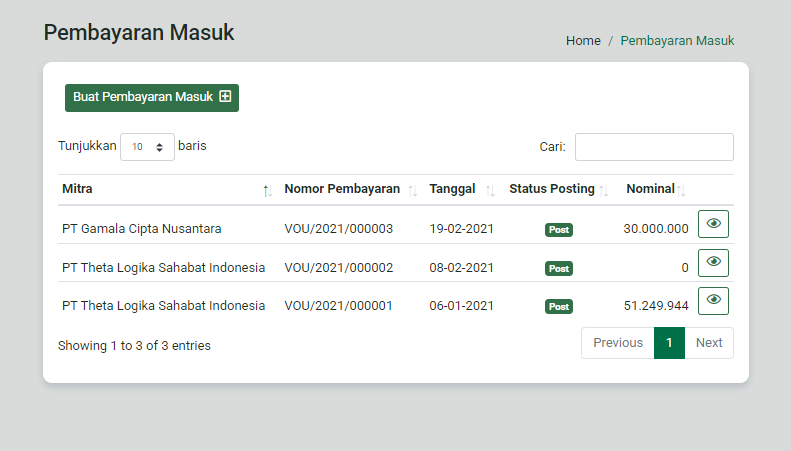 Pembayaran Masuk
Home / Pembayaran Masuk
Buat Pembayaran Masuk
Tunjukkan 10 baris
Cari:
Mitra Nomor Pembayaran Tanggal Status Posting Nominal
PT Gamala Cipta Nusantara VOU/2021/000003 19-02-2021 Post 30.000.000
PT Theta Logika Sahabat Indonesia VOU/2021/000002 08-02-2021 Post 0
PT Theta Logika Sahabat Indonesia VOU/2021/000001 06-01-2021 Post 51.249.944
Showing 1 to 3 of 3 entries
Previous 1 Next